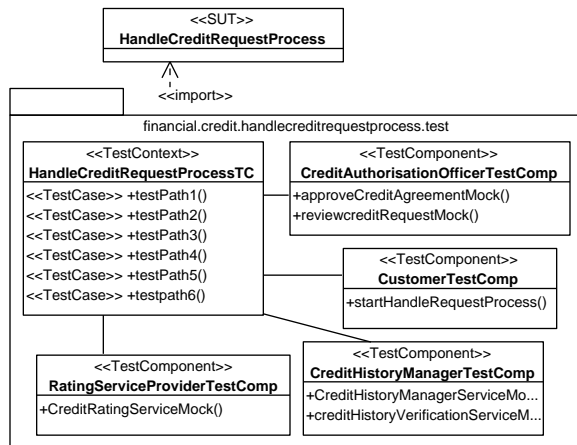 <<SUT>>
HandleCreditRequestProcess
<<import>>
financial.credit.handlecreditrequestprocess.test
<<TestContext>>
HandleCreditRequestProcessTC
<<TestCase>> +testPath1()
<<TestCase>> +testPath2()
<<TestCase>> +testPath3()
<<TestCase>> +testPath4()
<<TestCase>> +testPath5()
<<TestCase>> +testpath6()
<<TestComponent>>
CreditAuthorisationOfficerTestComp
+approveCreditAgreementMock()
+reviewcreditRequestMock()
<<TestComponent>>
CustomerTestComp
+startHandleRequestProcess()
<<TestComponent>>
RatingServiceProviderTestComp
+CreditRatingServiceMock()
<<TestComponent>>
CreditHistoryManagerTestComp
+CreditHistoryManagerServiceMo...
+creditHistoryVerificationServiceM...